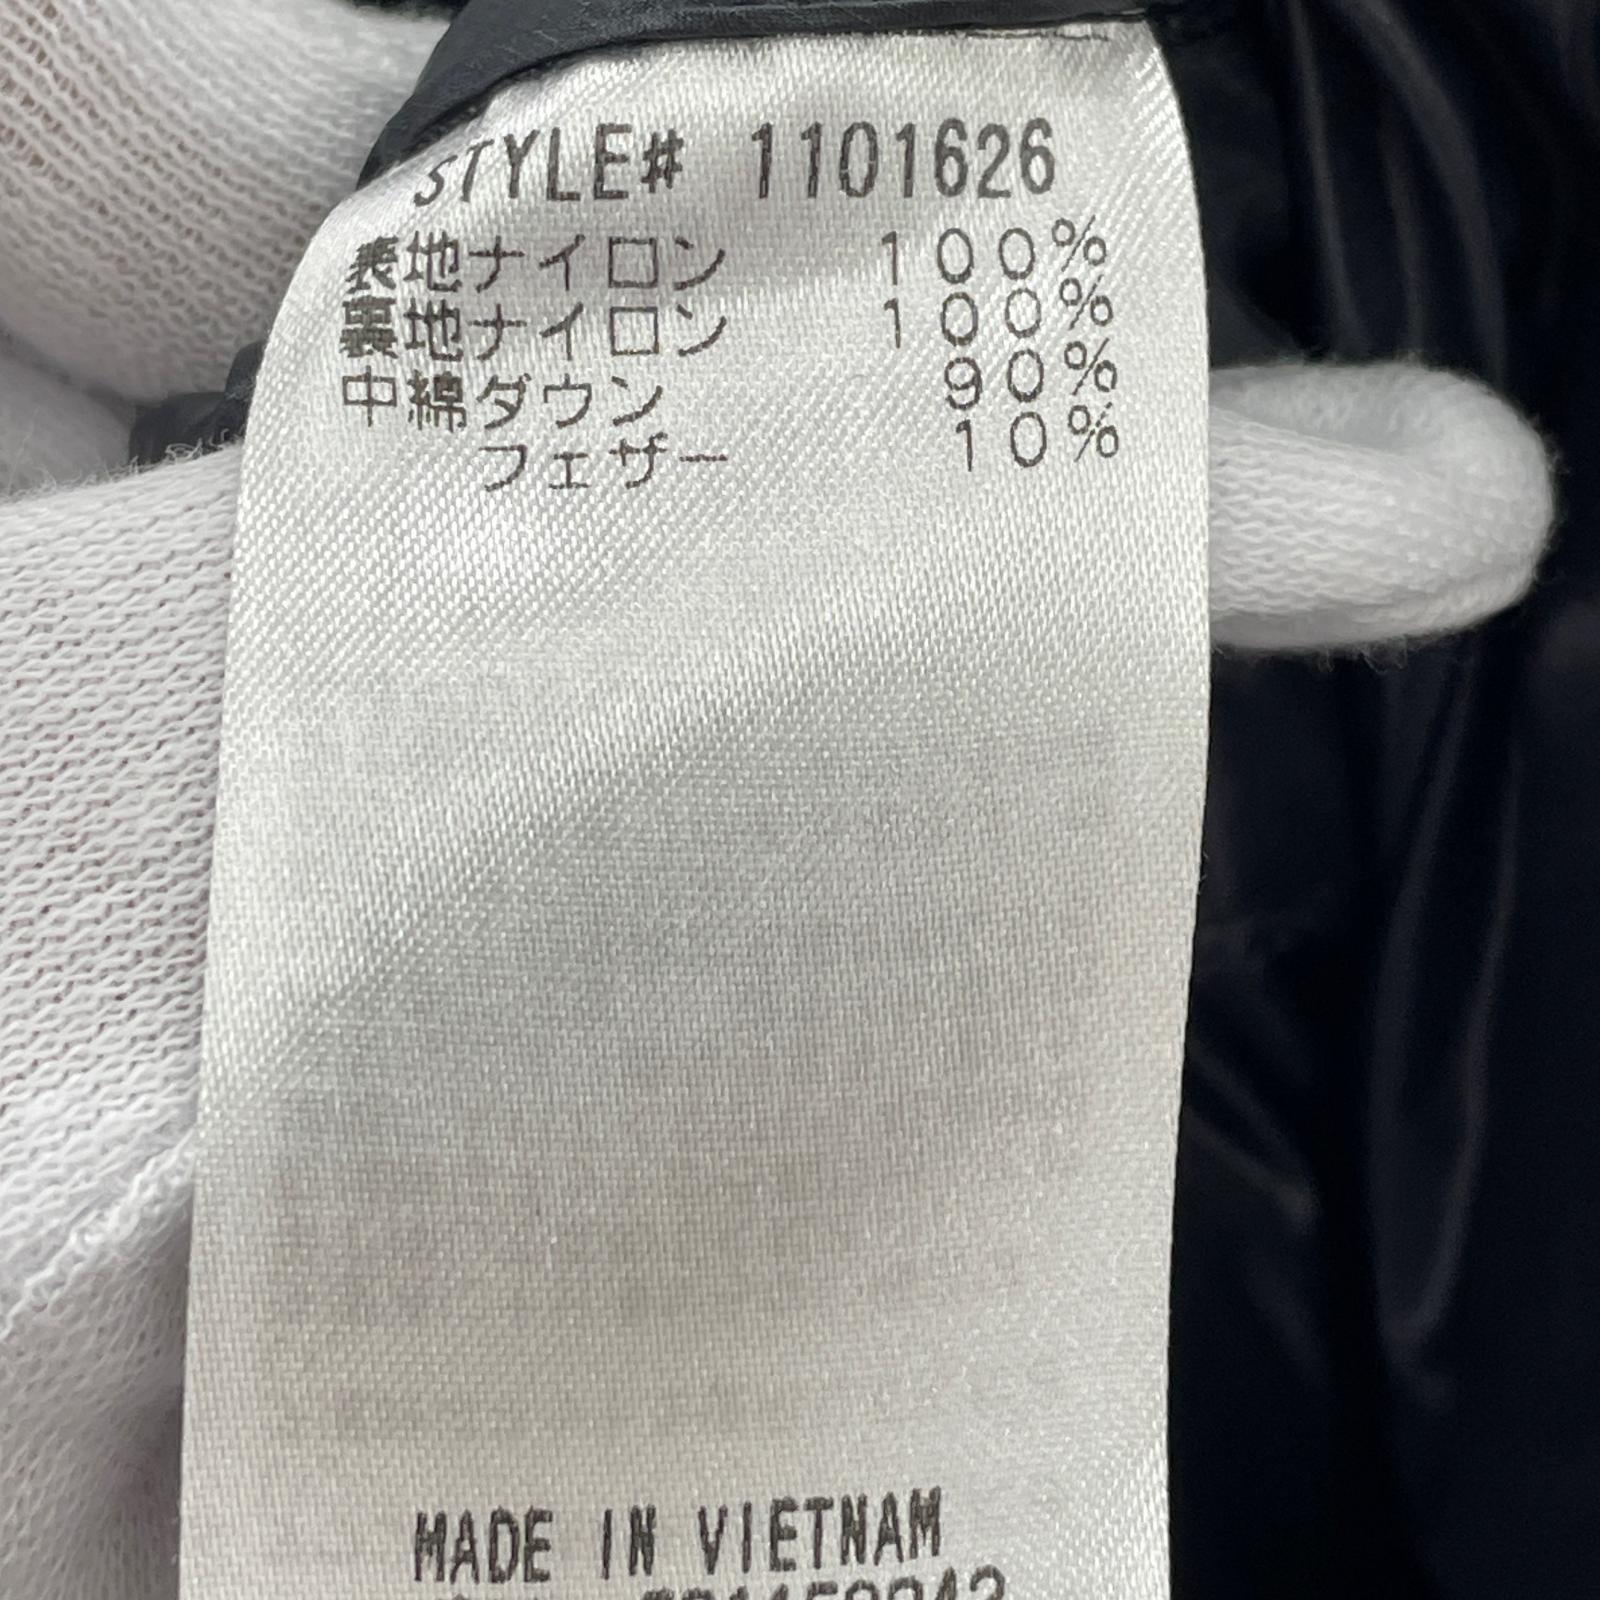 STYLE# 1101626
表地ナイロン 100%
裏地ナイロン 100%
中綿ダウン 90%
フェザー 10%
MADE IN VIETNAM